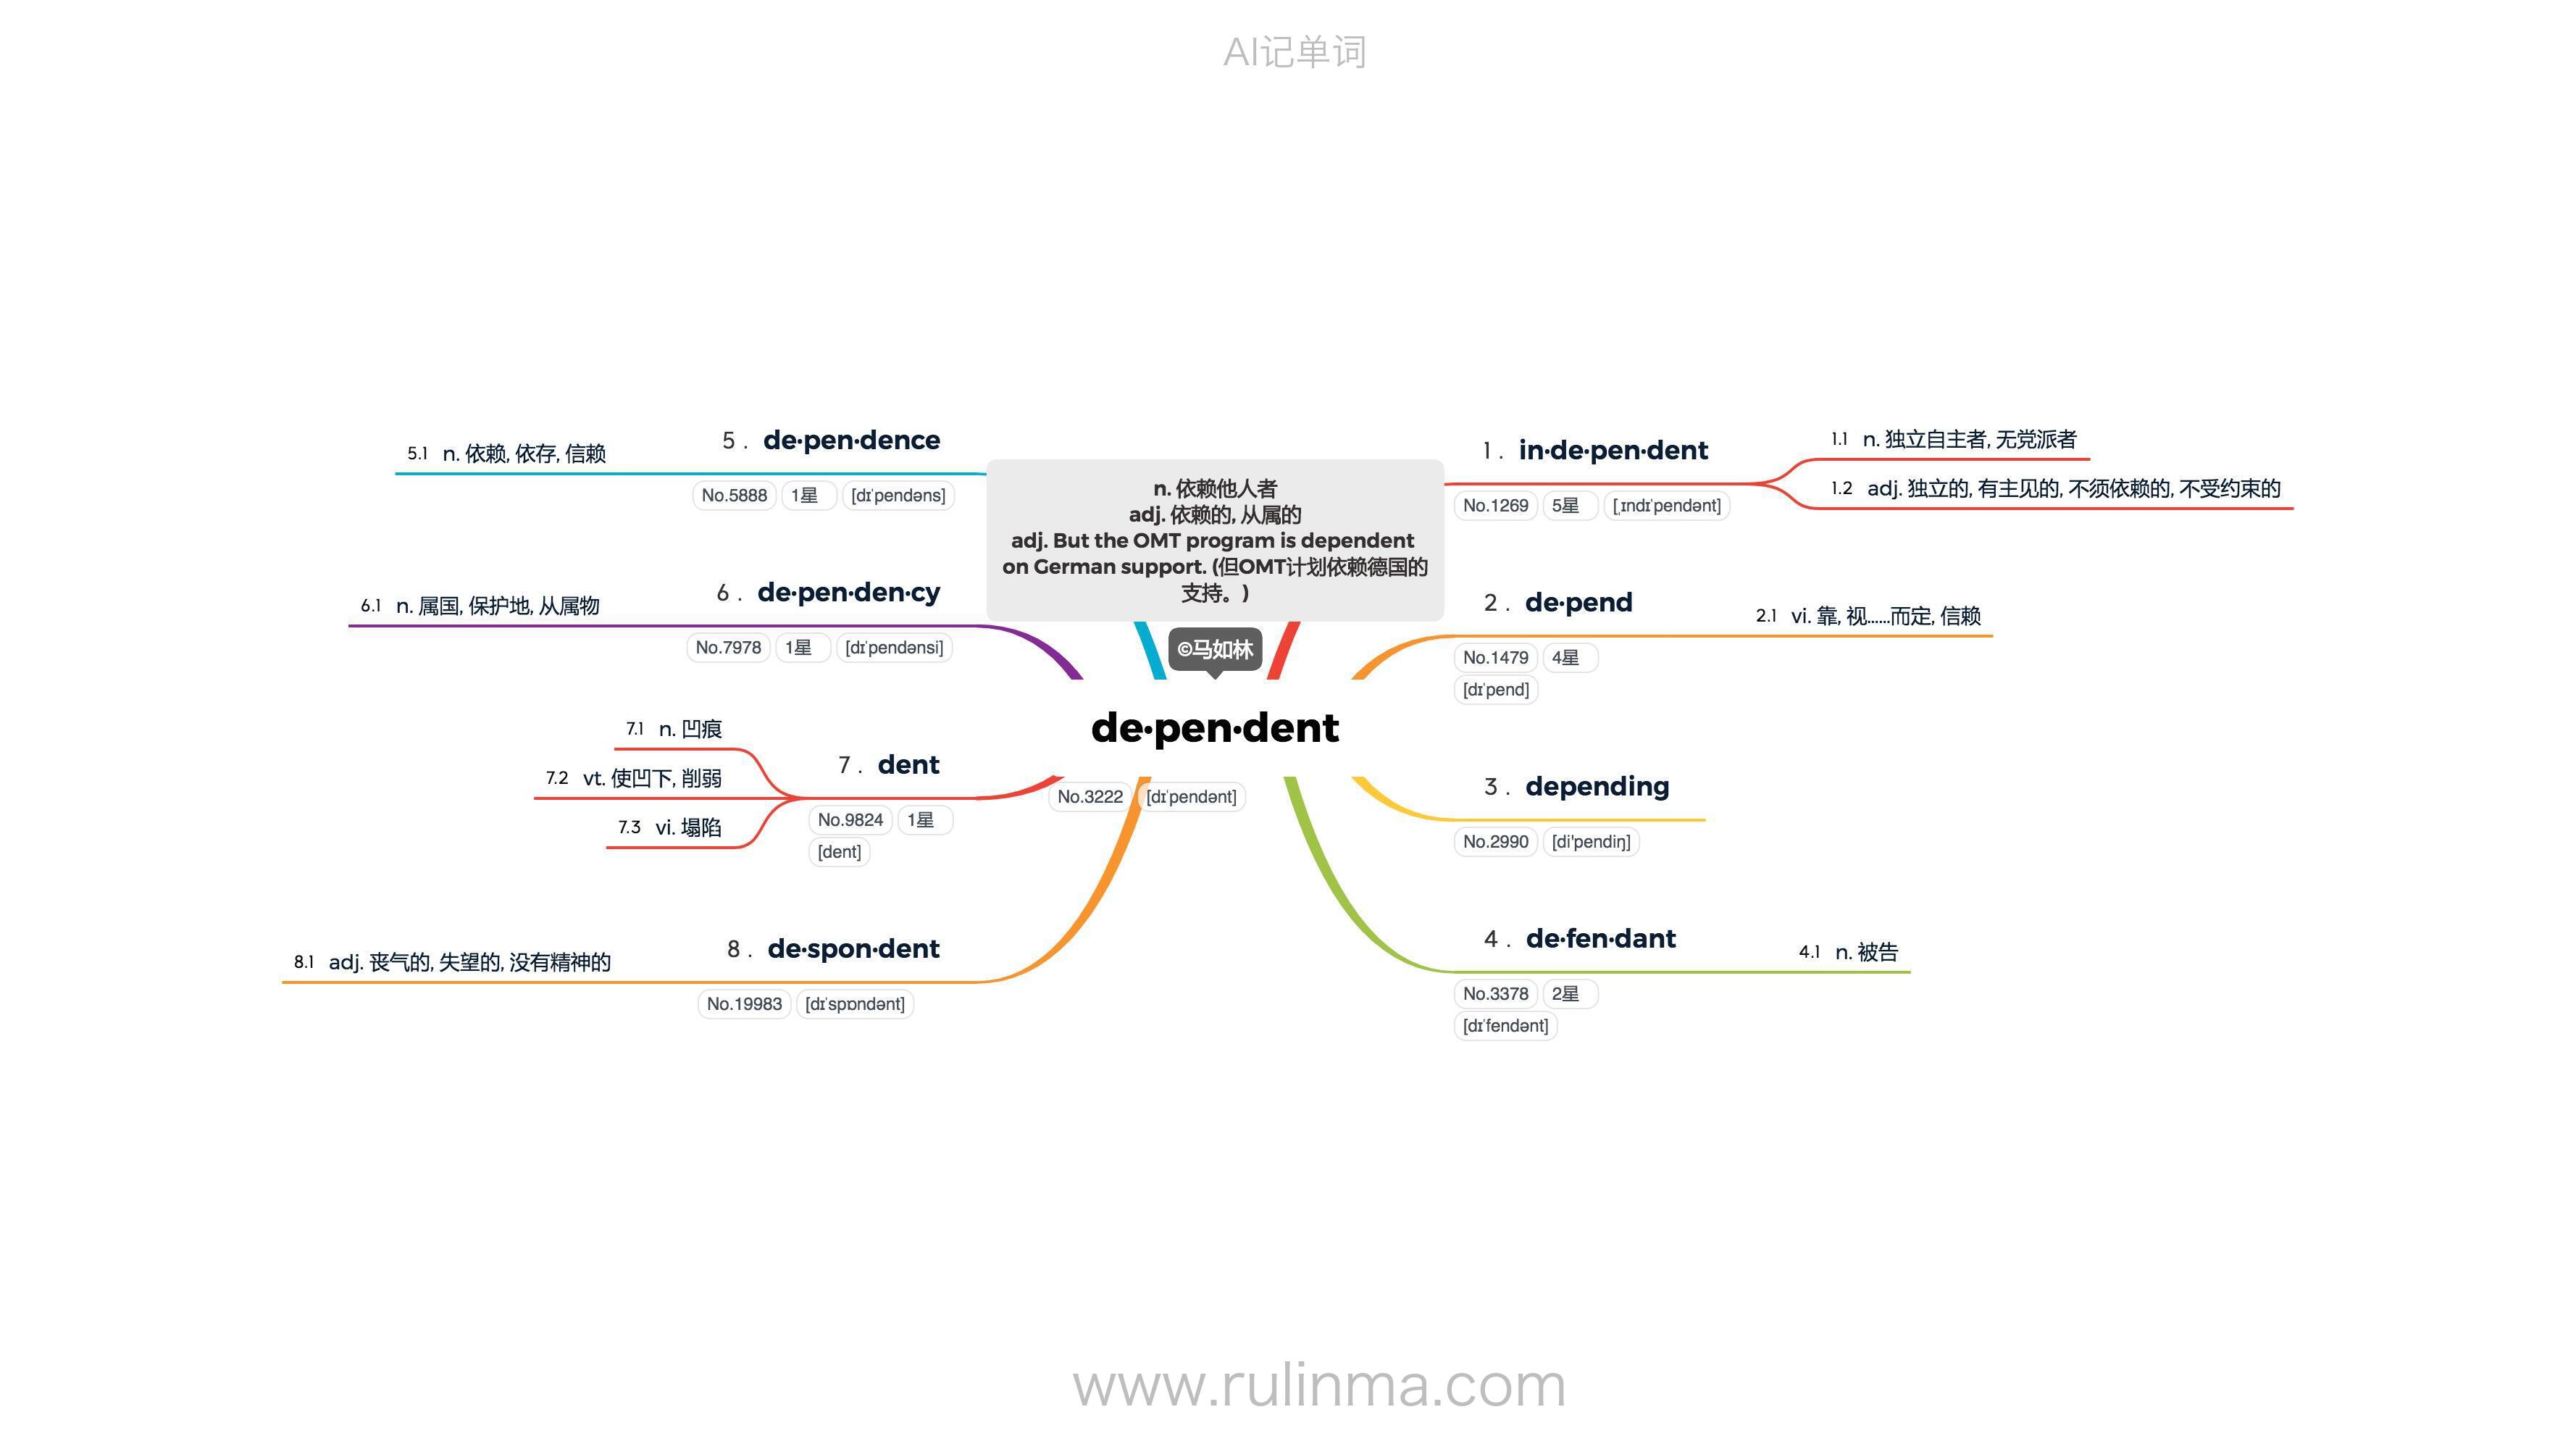 AI记单词
n. 依赖他人者
adj. 依赖的, 从属的
adj. But the OMT program is dependent
on German support. (但OMT计划依赖德国的
支持。)
©马如林
de·pen·dent
No.3222 [dɪˈpendənt]
1 . in·de·pen·dent
No.1269 5星 [ˌɪndɪˈpendənt]
1.1 n. 独立自主者, 无党派者
1.2 adj. 独立的, 有主见的, 不须依赖的, 不受约束的
2 . de·pend
No.1479 4星
[dɪˈpend]
2.1 vi. 靠, 视......而定, 信赖
3 . depending
No.2990 [di'pendiŋ]
4 . de·fen·dant
No.3378 2星
[dɪˈfendənt]
4.1 n. 被告
5 . de·pen·dence
No.5888 1星 [dɪˈpendəns]
5.1 n. 依赖, 依存, 信赖
6 . de·pen·den·cy
No.7978 1星 [dɪˈpendənsi]
6.1 n. 属国, 保护地, 从属物
7 . dent
No.9824 1星
[dent]
7.1 n. 凹痕
7.2 vt. 使凹下, 削弱
7.3 vi. 塌陷
8 . de·spon·dent
No.19983 [dɪˈspɒndənt]
8.1 adj. 丧气的, 失望的, 没有精神的
www.rulinma.com